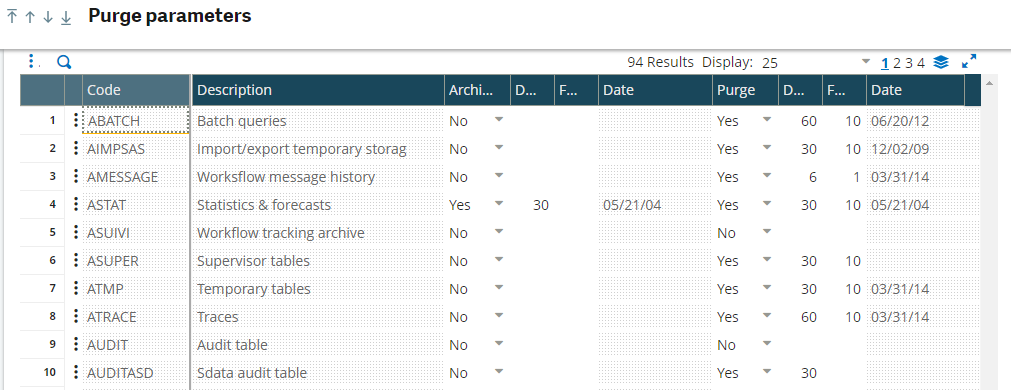 Purge parameters
94 Results Display: 25 1 2 3 4
Code Description Archi... D... F... Date Purge D... F... Date
1 ABATCH Batch queries No Yes 60 10 06/20/12
2 AIMPSAS Import/export temporary storag No Yes 30 10 12/02/09
3 AMESSAGE Worksflow message history No Yes 6 1 03/31/14
4 ASTAT Statistics & forecasts Yes 30 05/21/04 Yes 30 10 05/21/04
5 ASUIVI Workflow tracking archive No No
6 ASUPER Supervisor tables No Yes 30 10
7 ATMP Temporary tables No Yes 30 10 03/31/14
8 ATRACE Traces No Yes 60 10 03/31/14
9 AUDIT Audit table No No
10 AUDITASD Sdata audit table No Yes 30